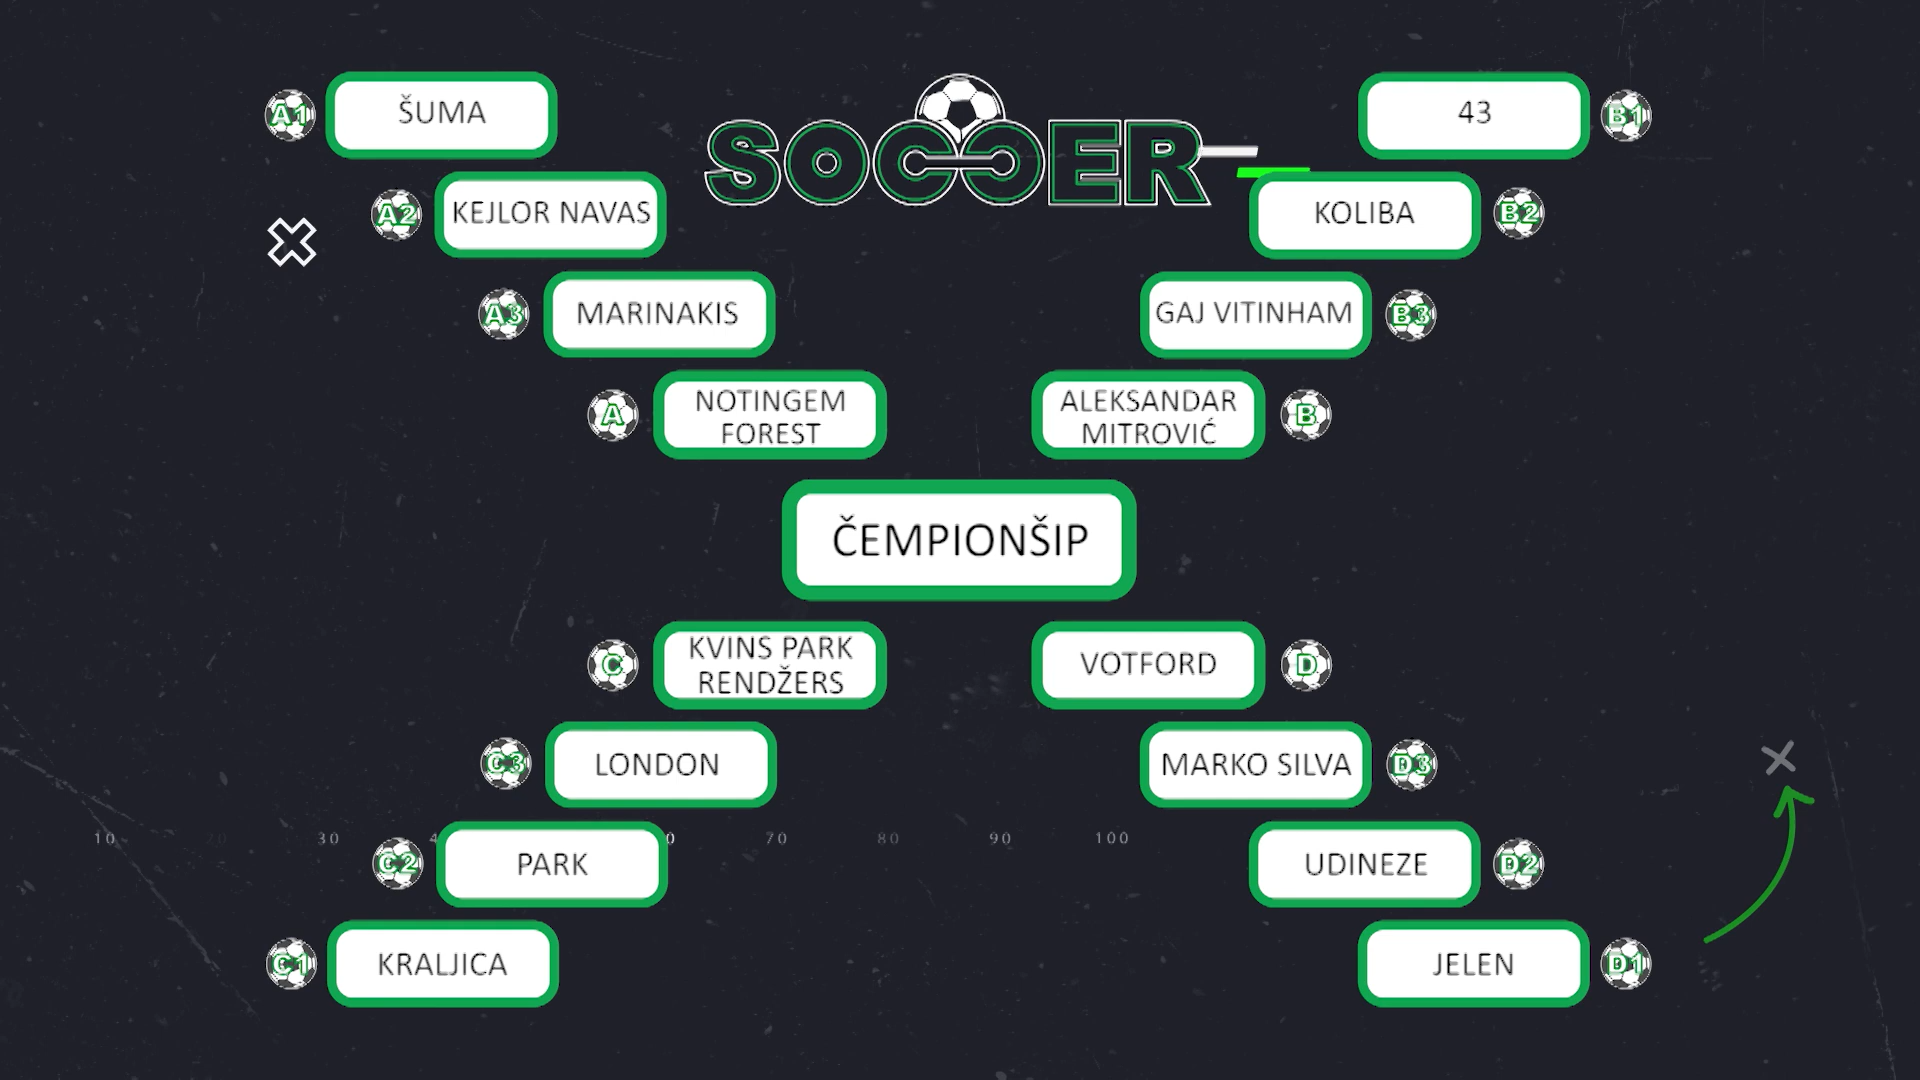 SOCCER
A1 ŠUMA
43 B1
A2 KEJLOR NAVAS
KOLIBA B2
A3 MARINAKIS
GAJ VITINHAM B3
A NOTINGEM
FOREST
ALEKSANDAR
MITROVIĆ B
ČEMPIONŠIP
C KVINS PARK
RENDŽERS
VOTFORD D
C3 LONDON
MARKO SILVA D3
10 30 4 0 70 80 90 100
C2 PARK
UDINEZE D2
C1 KRALJICA
JELEN D1